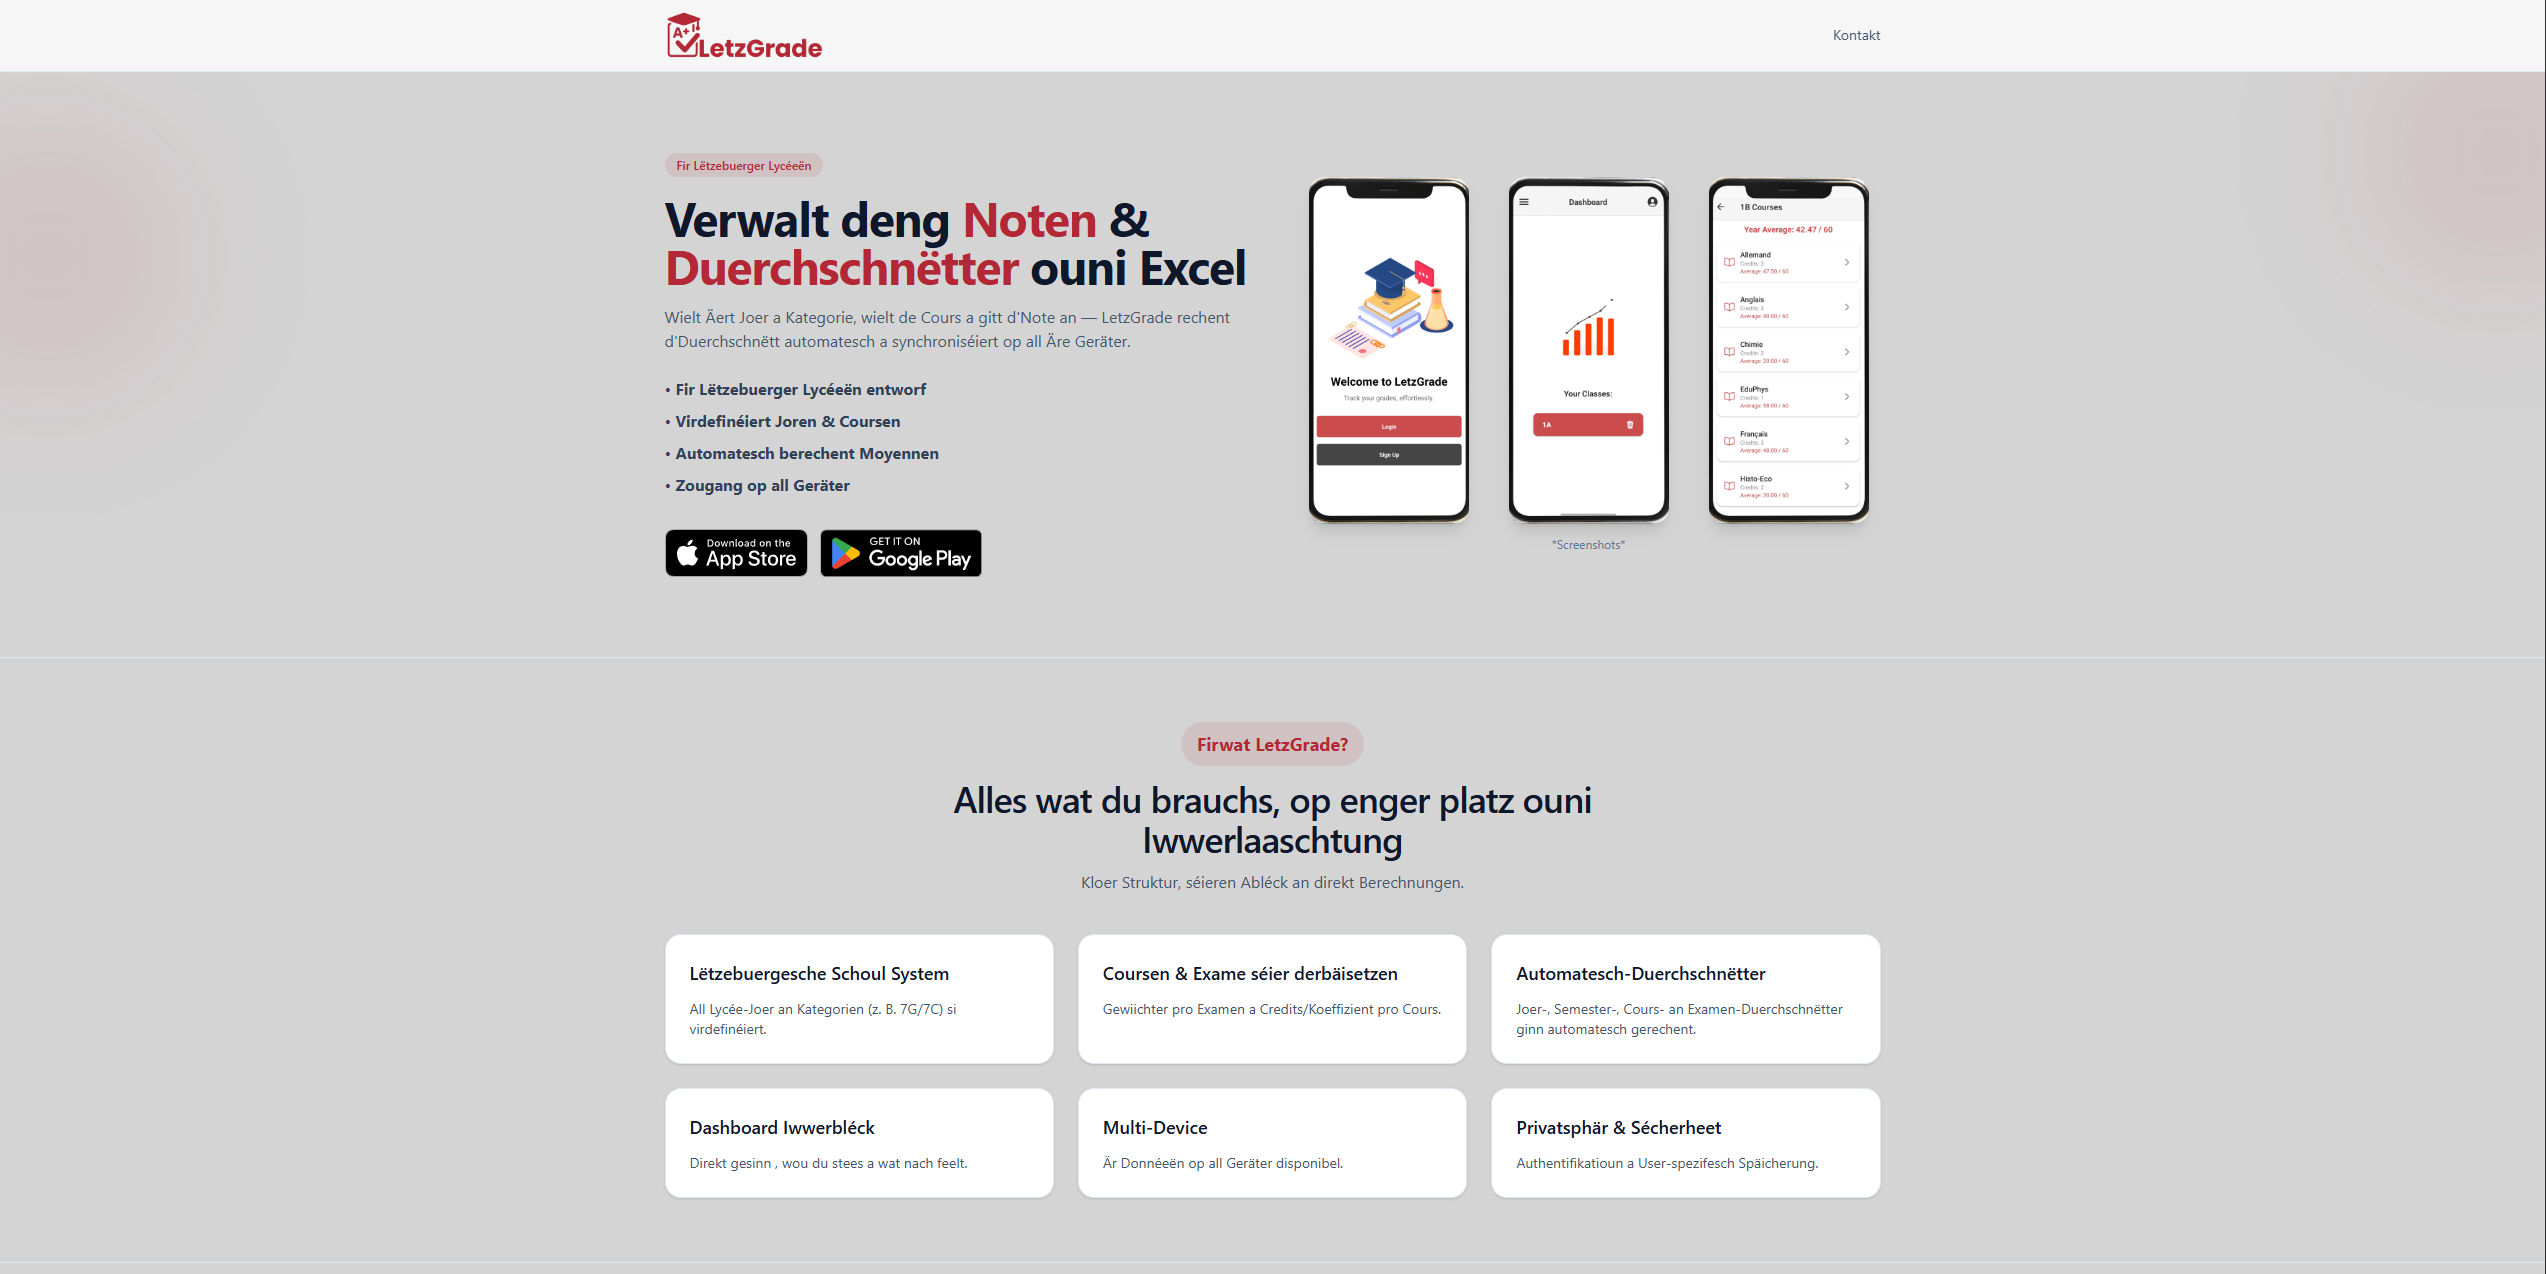 A+
LetzGrade
Kontakt
Fir Lëtzebuerger Lycéeën
Verwalt deng Noten &
Duerchschnëtter ouni Excel
Wielt Äert Joer a Kategorie, wielt de Cours a gitt d'Note an — LetzGrade rechent
d'Duerchschnëtt automatesch a synchroniséiert op all Äre Geräter.
• Fir Lëtzebuerger Lycéeën entworf
• Virdefinéiert Joren & Coursen
• Automatesch berechent Moyennen
• Zougang op all Geräter
Download on the
App Store
GET IT ON
Google Play
Welcome to LetzGrade
Track your grades, effortlessly.
Login
Sign Up
Dashboard
Your Classes:
1A
1B Courses
Year Average: 42.47 / 60
Allemand
Credits: 3
Average: 47.50 / 60
Anglais
Credits: 3
Average: 48.00 / 60
Chimie
Credits: 3
Average: 20.00 / 60
EduPhys
Credits: 1
Average: 58.00 / 60
Français
Credits: 3
Average: 48.00 / 60
Histo-Eco
Credits: 2
Average: 30.00 / 60
*Screenshots*
Firwat LetzGrade?
Alles wat du brauchs, op enger platz ouni
Iwwerlaaschtung
Kloer Struktur, séieren Abléck an direkt Berechnungen.
Lëtzebuergesche Schoul System
All Lycée-Joer an Kategorien (z. B. 7G/7C) si
virdefinéiert.
Coursen & Exame séier derbäisetzen
Gewiichter pro Examen a Credits/Koeffizient pro Cours.
Automatesch-Duerchschnëtter
Joer-, Semester-, Cours- an Examen-Duerchschnëtter
ginn automatesch gerechent.
Dashboard Iwwerbléck
Direkt gesinn , wou du stees a wat nach feelt.
Multi-Device
Är Donnéeën op all Geräter disponibel.
Privatsphär & Sécherheet
Authentifikatioun a User-spezifesch Späicherung.